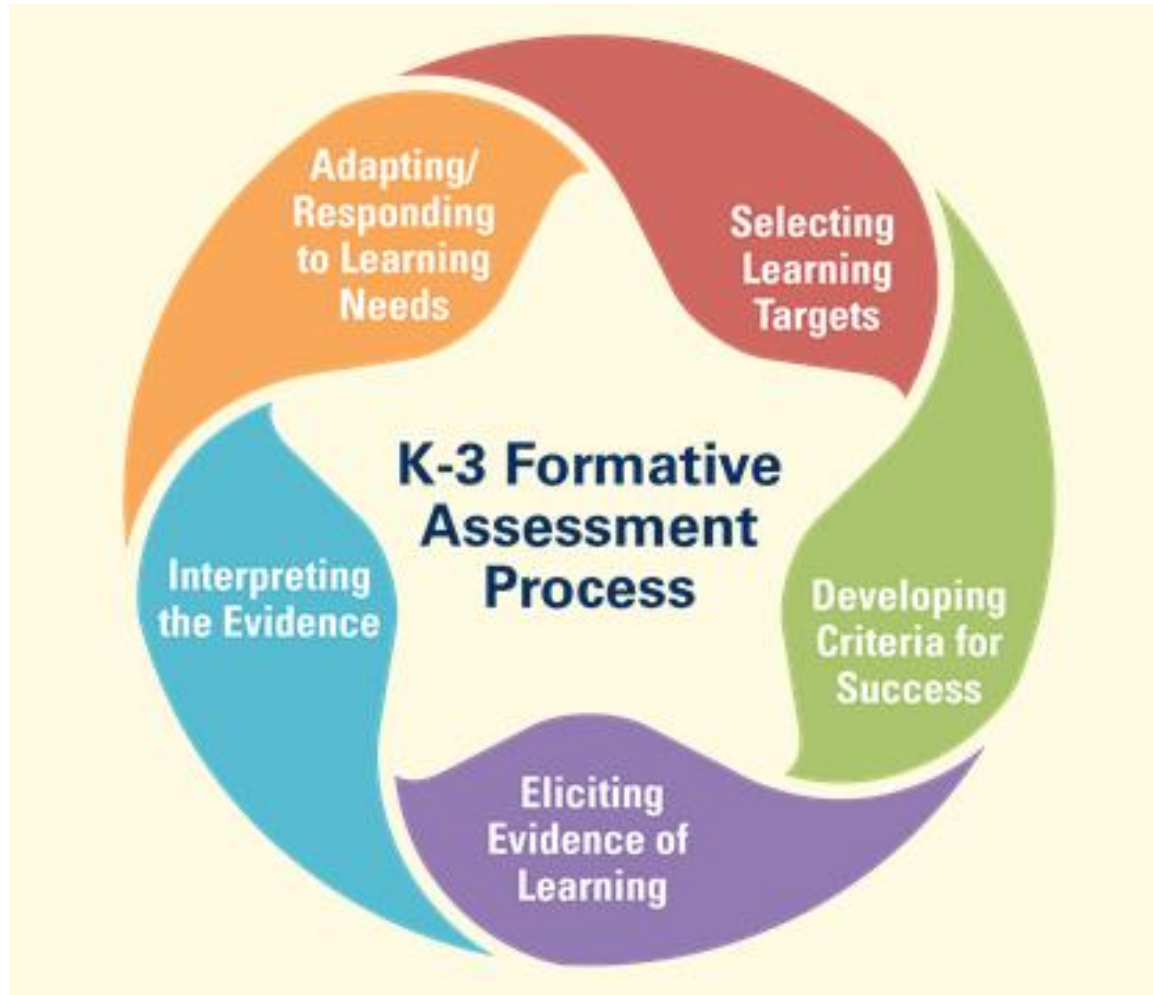 Adapting/
Responding
to Learning
Needs
Selecting
Learning
Targets
K-3 Formative
Assessment
Process
Interpreting
the Evidence
Developing
Criteria for
Success
Eliciting
Evidence of
Learning